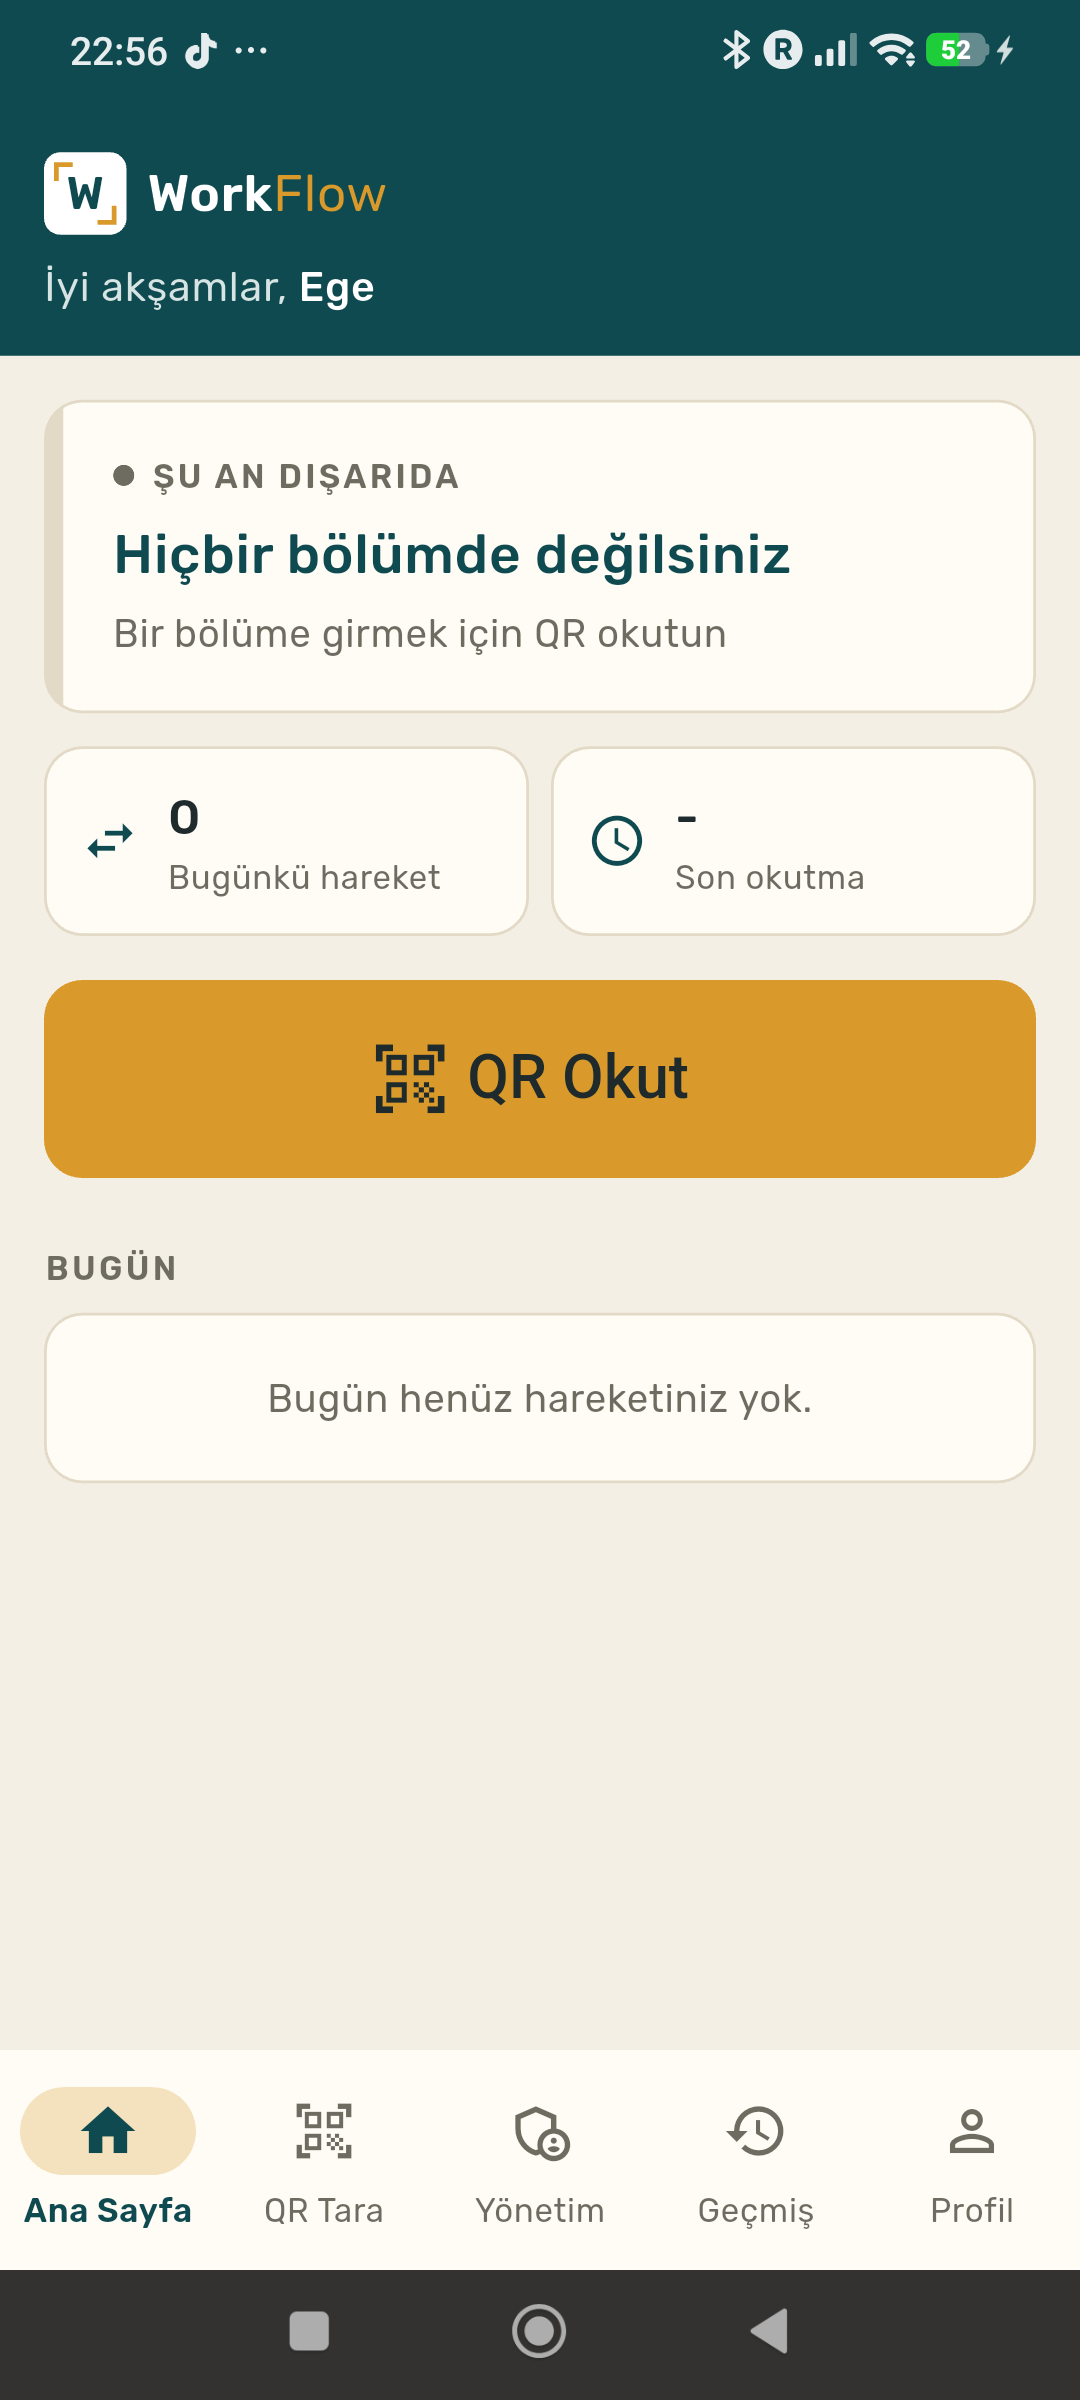 22:56
R
52
W
WorkFlow
İyi akşamlar, Ege
ŞU AN DIŞARIDA
Hiçbir bölümde değilsiniz
Bir bölüme girmek için QR okutun
0
Bugünkü hareket
-
Son okutma
QR Okut
BUGÜN
Bugün henüz hareketiniz yok.
Ana Sayfa
QR Tara
Yönetim
Geçmiş
Profil